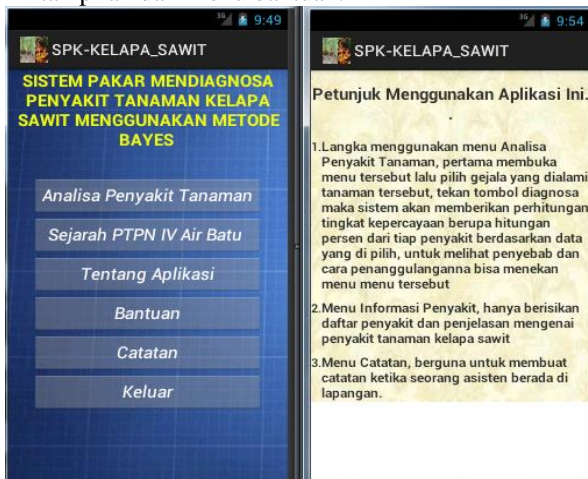 9:49
SPK-KELAPA_SAWIT
SISTEM PAKAR MENDIAGNOSA
PENYAKIT TANAMAN KELAPA
SAWIT MENGGUNAKAN METODE
BAYES
Analisa Penyakit Tanaman
Sejarah PTPN IV Air Batu
Tentang Aplikasi
Bantuan
Catatan
Keluar
9:54
SPK-KELAPA_SAWIT
Petunjuk Menggunakan Aplikasi Ini.
.
1.Langka menggunakan menu Analisa
Penyakit Tanaman, pertama membuka
menu tersebut lalu pilih gejala yang dialami
tanaman tersebut, tekan tombol diagnosa
maka sistem akan memberikan perhitungan
tingkat kepercayaan berupa hitungan
persen dari tiap penyakit berdasarkan data
yang di pilih, untuk melihat penyebab dan
cara penanggulanganna bisa menekan
menu menu tersebut
2.Menu Informasi Penyakit, hanya berisikan
daftar penyakit dan penjelasan mengenai
penyakit tanaman kelapa sawit
3.Menu Catatan, berguna untuk membuat
catatan ketika seorang asisten berada di
lapangan.